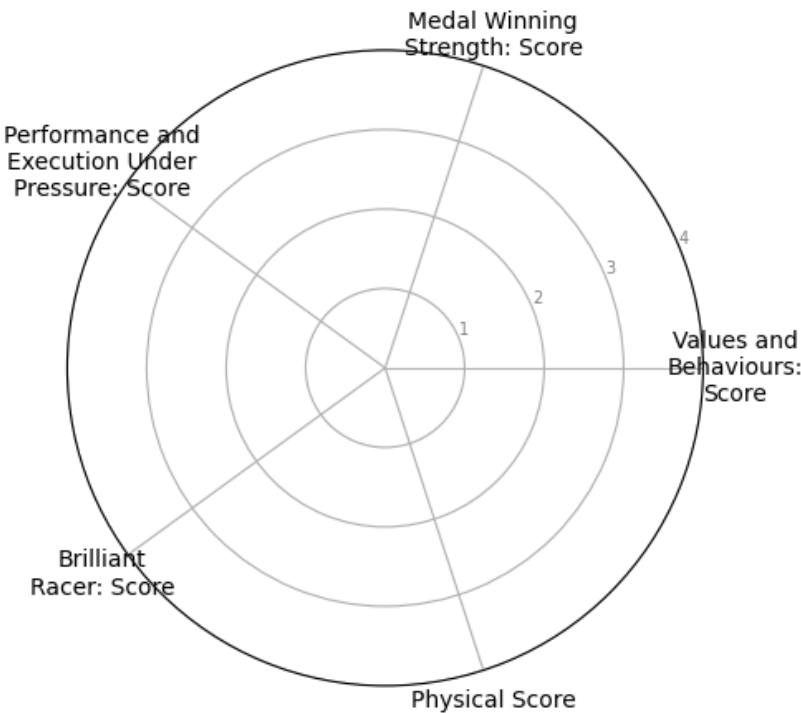 Medal Winning
Strength: Score
Performance and
Execution Under
Pressure: Score
4
3
2
1
Values and
Behaviours:
Score
Brilliant
Racer: Score
Physical Score